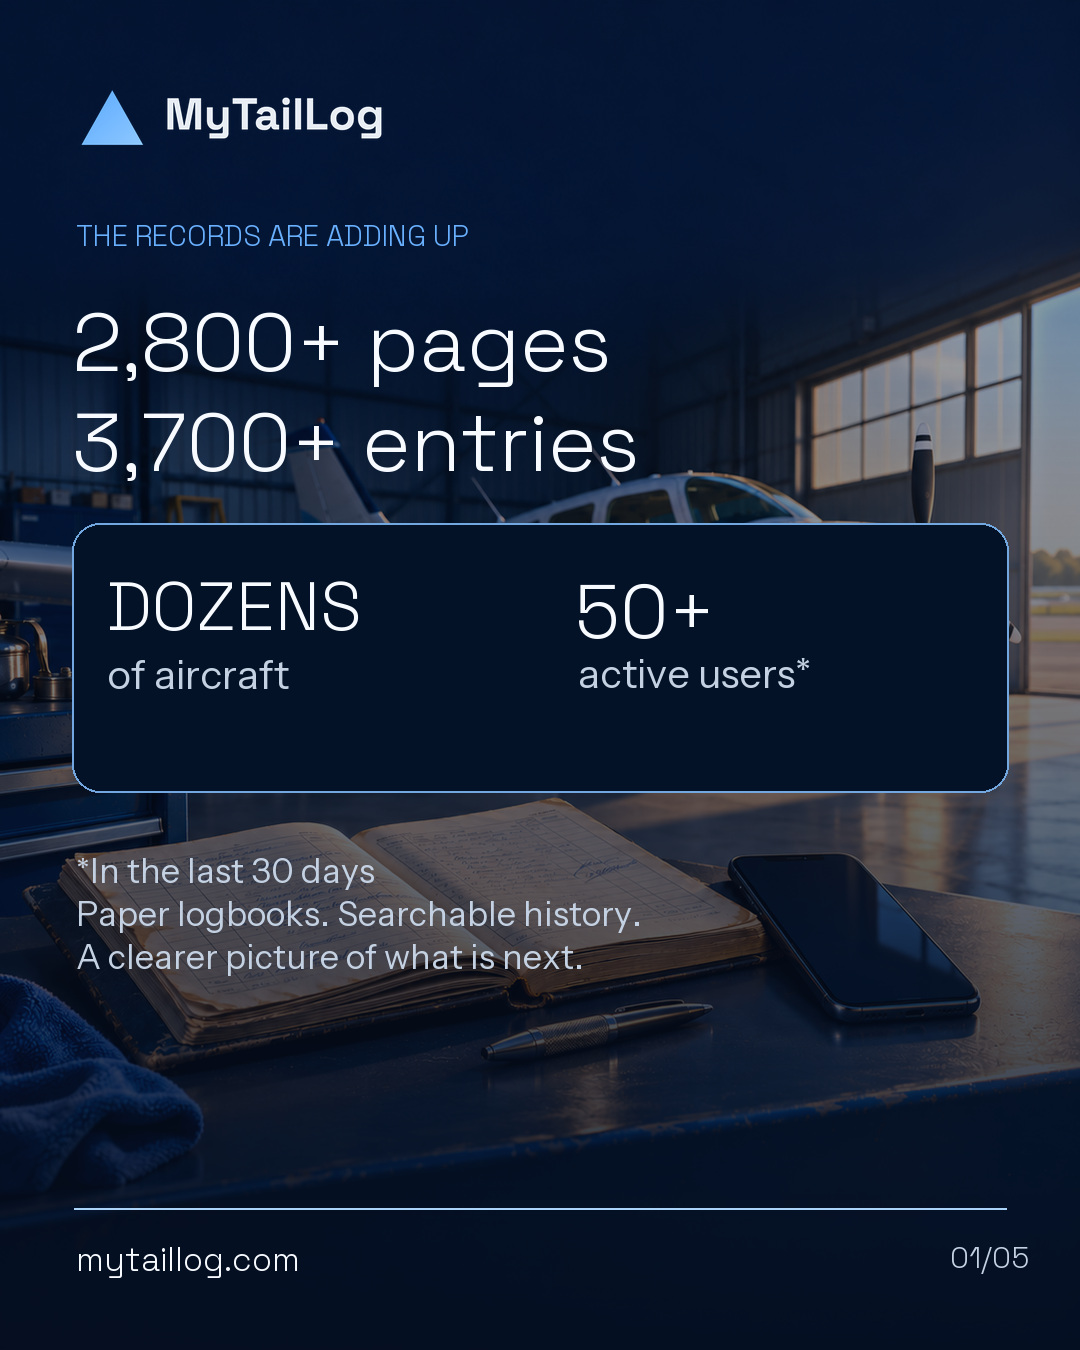 MyTailLog
THE RECORDS ARE ADDING UP
2,800+ pages
3,700+ entries
DOZENS
of aircraft
50+
active users*
*In the last 30 days
Paper logbooks. Searchable history.
A clearer picture of what is next.
mytaillog.com
01/05